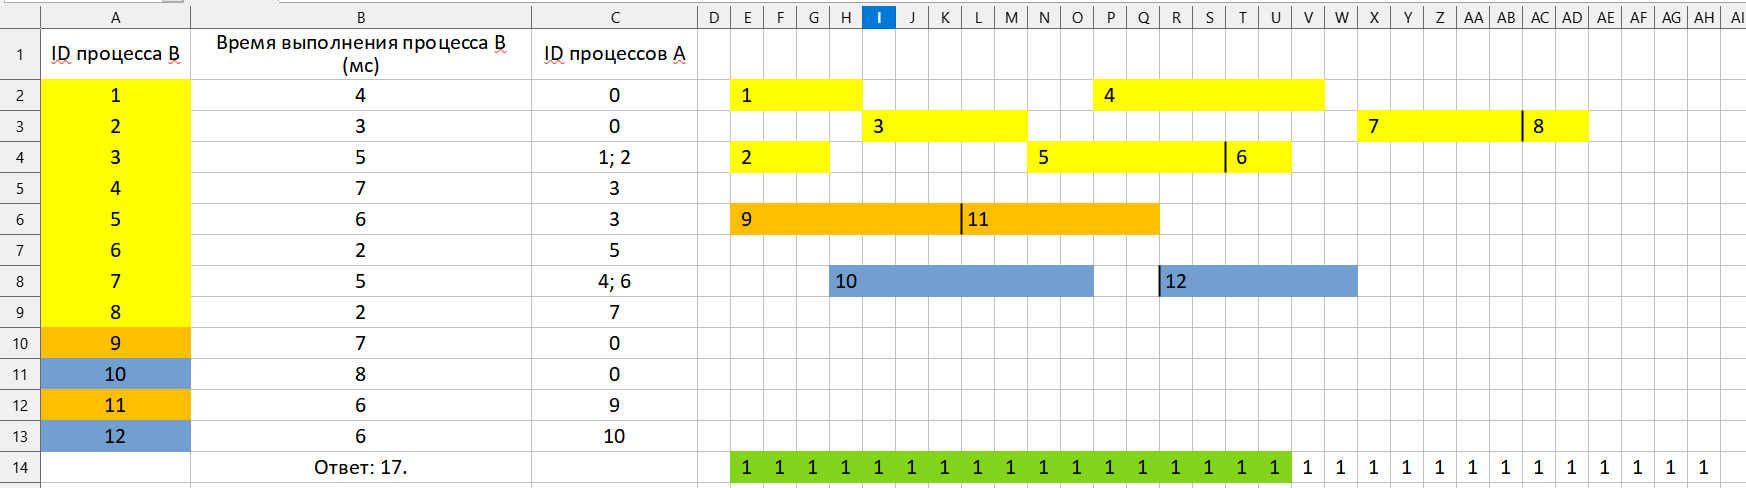 A B C D E F G H I J K L M N O P Q R S T U V W X Y Z AA AB AC AD AE AF AG AH AI
1 ID процесса B Время выполнения процесса B ID процессов A
(мс)
2 1 4 0 1 4
3 2 3 0 3 7 8
4 3 5 1; 2 2 5 6
5 4 7 3
6 5 6 3 9 11
7 6 2 5
8 7 5 4; 6 10 12
9 8 2 7
10 9 7 0
11 10 8 0
12 11 6 9
13 12 6 10
14 Ответ: 17. 1 1 1 1 1 1 1 1 1 1 1 1 1 1 1 1 1 1 1 1 1 1 1 1 1 1 1 1 1 1